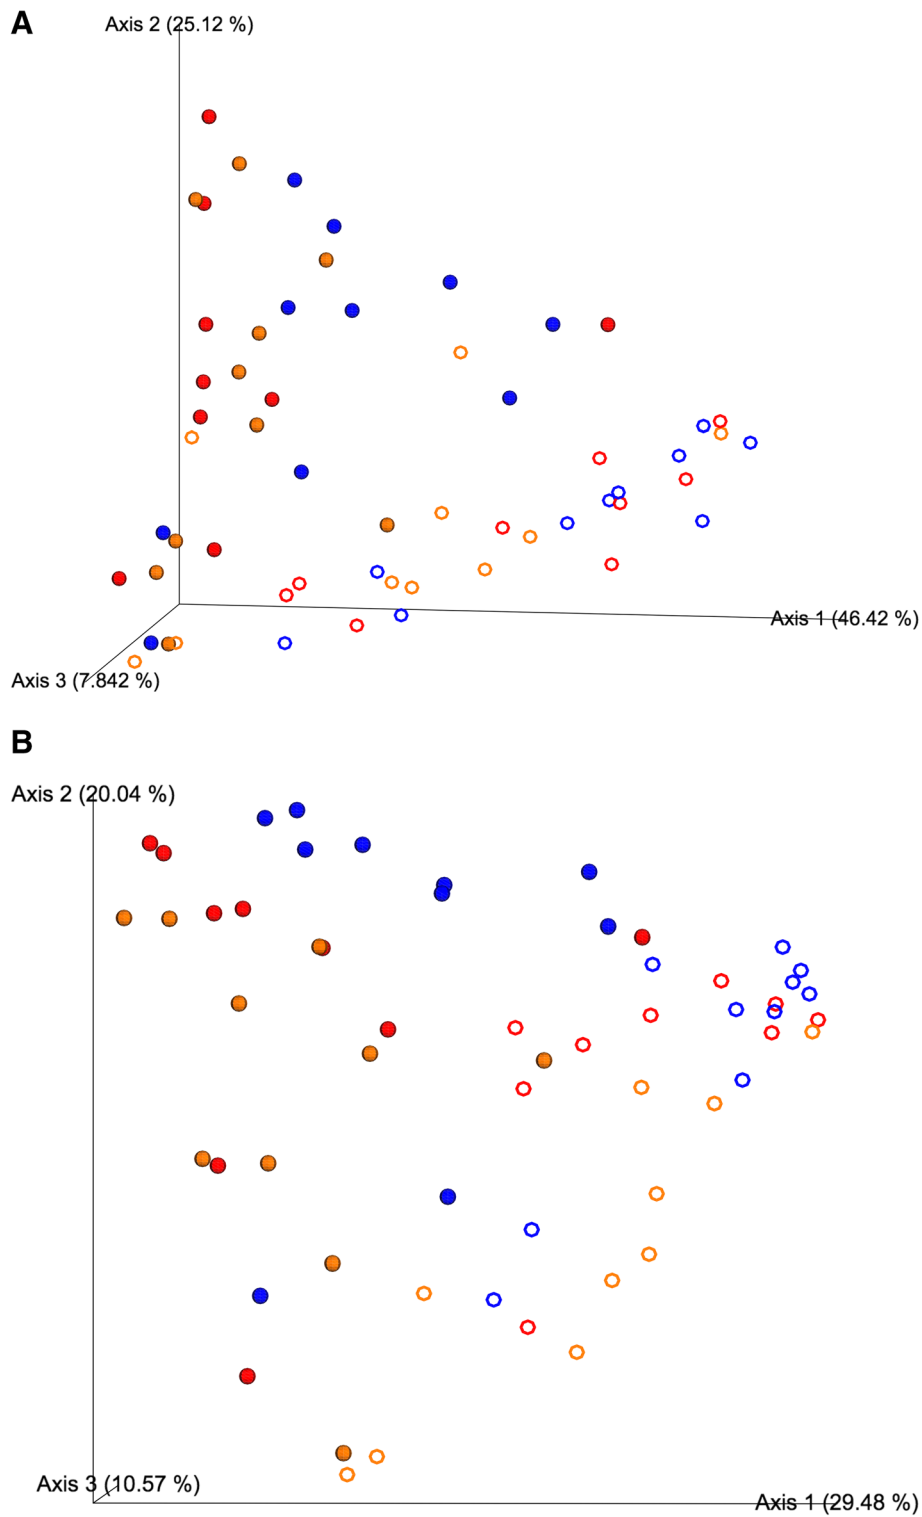 A
Axis 2 (25.12 %)
Axis 1 (46.42 %)
Axis 3 (7.842 %)
B
Axis 2 (20.04 %)
Axis 3 (10.57 %)
Axis 1 (29.48 %)